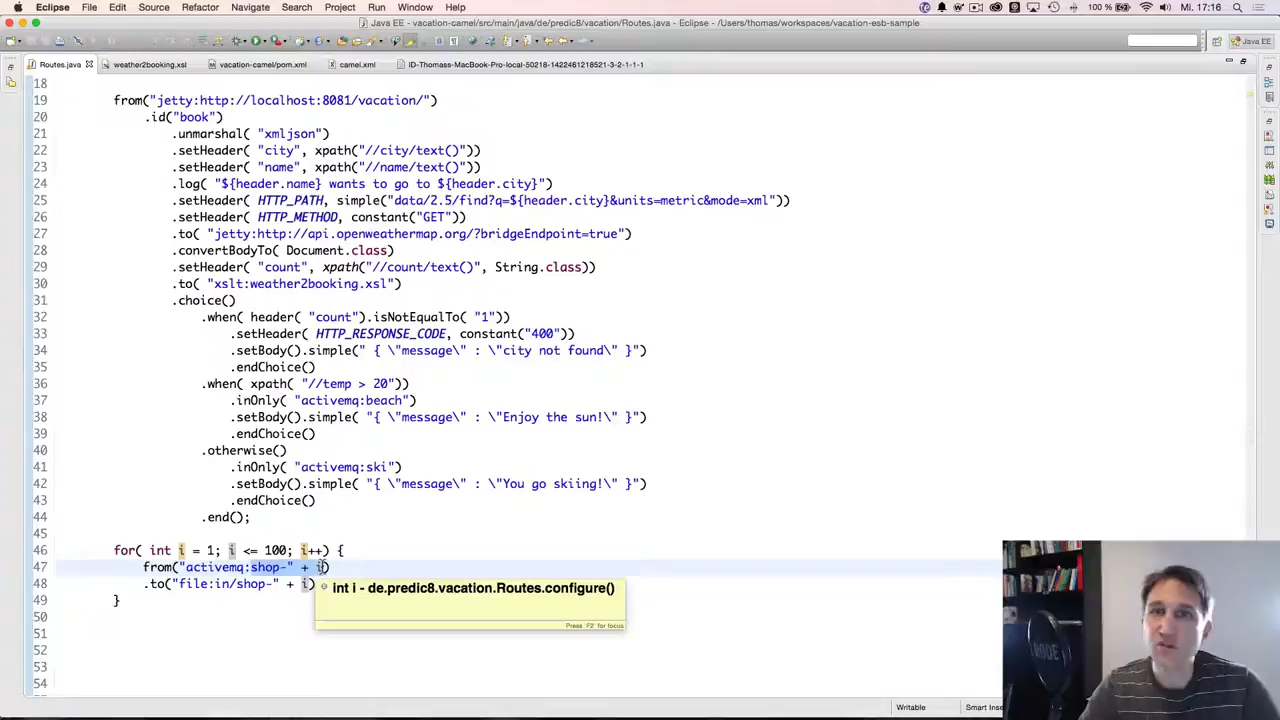 Eclipse File Edit Source Refactor Navigate Search Project Run Window Help 100 % Mi. 17:16
Java EE - vacation-camel/src/main/java/de/predic8/vacation/Routes.java - Eclipse - /Users/thomas/workspaces/vacation-esb-sample
Java EE
Routes.java weather2booking.xsl vacation-camel/pom.xml camel.xml ID-Thomass-MacBook-Pro-local-50218-1422461218521-3-2-1-1-1
18
19 from("jetty:http://localhost:8081/vacation/")
20 .id("book")
21 .unmarshal( "xmljson")
22 .setHeader( "city", xpath("//city/text()"))
23 .setHeader( "name", xpath("//name/text()"))
24 .log( "${header.name} wants to go to ${header.city}")
25 .setHeader( HTTP_PATH, simple("data/2.5/find?q=${header.city}&units=metric&mode=xml"))
26 .setHeader( HTTP_METHOD, constant("GET"))
27 .to( "jetty:http://api.openweathermap.org/?bridgeEndpoint=true")
28 .convertBodyTo( Document.class)
29 .setHeader( "count", xpath("//count/text()", String.class))
30 .to( "xslt:weather2booking.xsl")
31 .choice()
32 .when( header( "count").isNotEqualTo( "1"))
33 .setHeader( HTTP_RESPONSE_CODE, constant("400"))
34 .setBody().simple(" { \"message\" : \"city not found\" }")
35 .endChoice()
36 .when( xpath( "//temp > 20"))
37 .inOnly( "activemq:beach")
38 .setBody().simple( "{ \"message\" : \"Enjoy the sun!\" }")
39 .endChoice()
40 .otherwise()
41 .inOnly( "activemq:ski")
42 .setBody().simple( "{ \"message\" : \"You go skiing!\" }")
43 .endChoice()
44 .end();
45
46 for( int i = 1; i <= 100; i++) {
47 from("activemq:shop-" + i)
48 .to("file:in/shop-" + i)
int i - de.predic8.vacation.Routes.configure()
49 }
50
Press 'F2' for focus
51
52
53
54
RODE
Writable Smart Inse